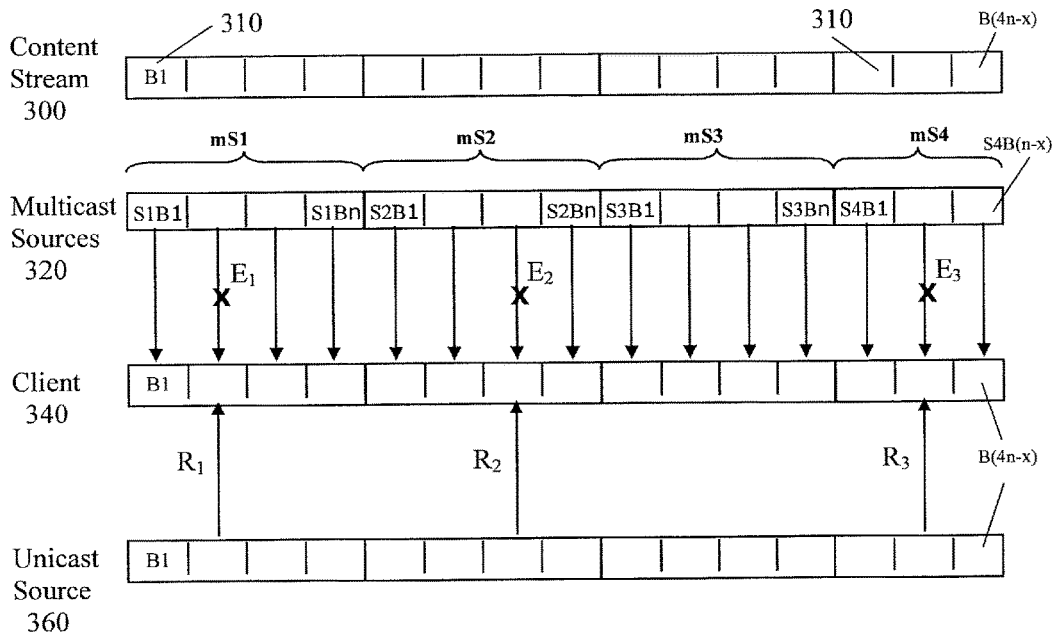 310
310
B(4n-x)
Content
Stream
300
B1
mS1
mS2
mS3
mS4
S4B(n-x)
Multicast
Sources
320
S1B1
S1Bn
S2B1
S2Bn
S3B1
S3Bn
S4B1
E1
E2
E3
X
X
X
Client
340
B1
R1
R2
R3
B(4n-x)
Unicast
Source
360
B1